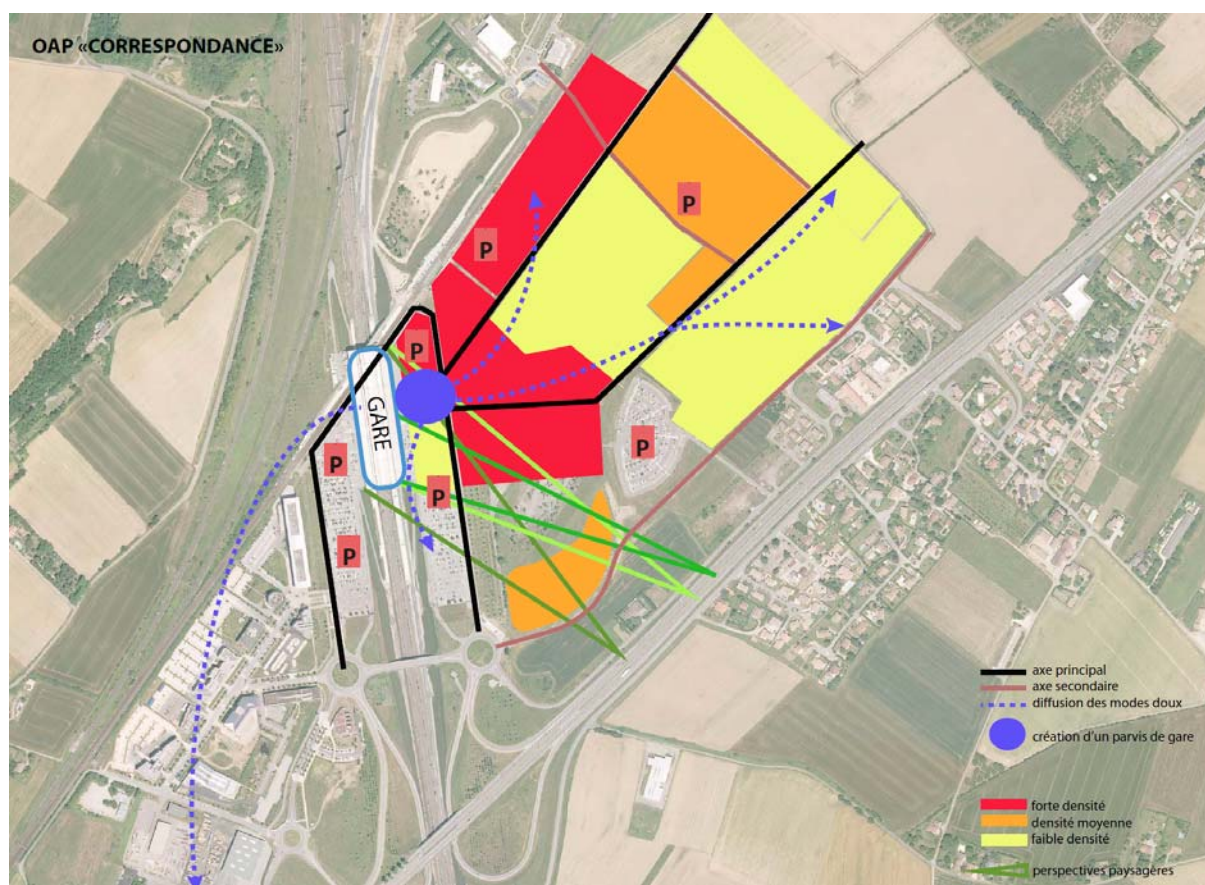 OAP «CORRESPONDANCE»
P
P
P
GARE
P
P
P
P
axe principal
axe secondaire
diffusion des modes doux
création d'un parvis de gare
forte densité
densité moyenne
faible densité
perspectives paysagères